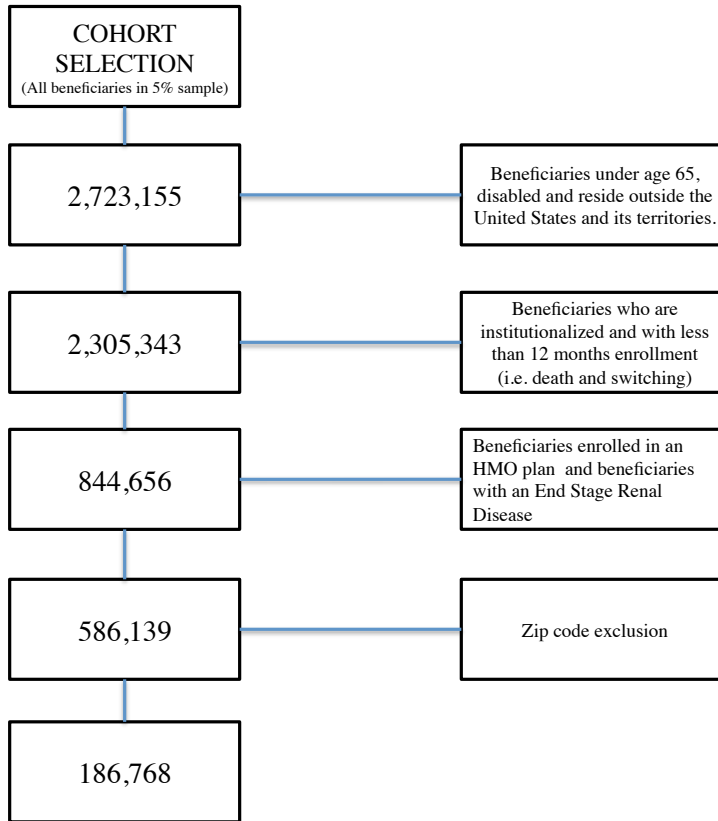 COHORT
SELECTION
(All beneficiaries in 5% sample)
2,723,155
Beneficiaries under age 65,
disabled and reside outside the
United States and its territories.
2,305,343
Beneficiaries who are
institutionalized and with less
than 12 months enrollment
(i.e. death and switching)
844,656
Beneficiaries enrolled in an
HMO plan and beneficiaries
with an End Stage Renal
Disease
586,139
Zip code exclusion
186,768